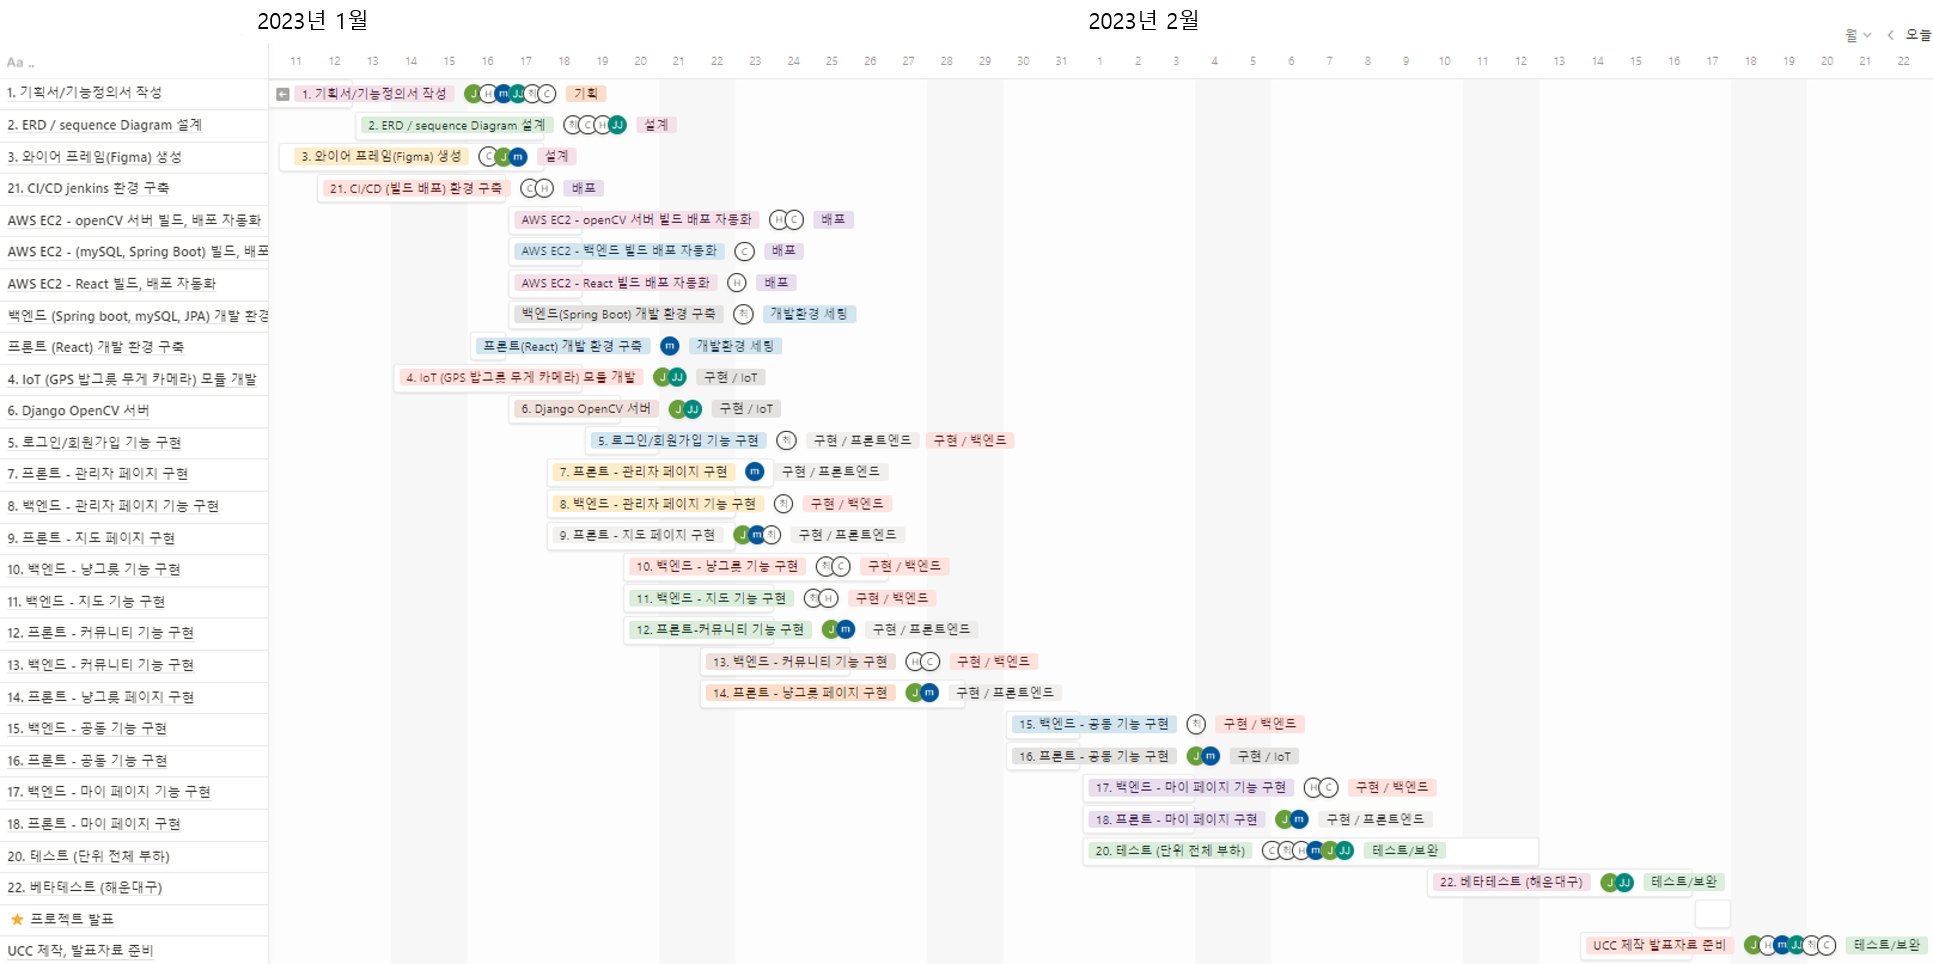 2023년 1월 2023년 2월
월 오늘
Aa .. 11 12 13 14 15 16 17 18 19 20 21 22 23 24 25 26 27 28 29 30 31 1 2 3 4 5 6 7 8 9 10 11 12 13 14 15 16 17 18 19 20 21 22
1. 기획서/기능정의서 작성 1. 기획서/기능정의서 작성 J H m JJ 최 C 기획
2. ERD / sequence Diagram 설계 2. ERD / sequence Diagram 설계 최 C H JJ 설계
3. 와이어 프레임(Figma) 생성 3. 와이어 프레임(Figma) 생성 C J m 설계
21. CI/CD jenkins 환경 구축 21. CI/CD (빌드 배포) 환경 구축 C H 배포
AWS EC2 - openCV 서버 빌드, 배포 자동화 AWS EC2 - openCV 서버 빌드 배포 자동화 H C 배포
AWS EC2 - (mySQL, Spring Boot) 빌드, 배포 AWS EC2 - 백엔드 빌드 배포 자동화 C 배포
AWS EC2 - React 빌드, 배포 자동화 AWS EC2 - React 빌드 배포 자동화 H 배포
백엔드 (Spring boot, mySQL, JPA) 개발 환경 백엔드(Spring Boot) 개발 환경 구축 최 개발환경 세팅
프론트 (React) 개발 환경 구축 프론트(React) 개발 환경 구축 m 개발환경 세팅
4. IoT (GPS 밥그릇 무게 카메라) 모듈 개발 4. IoT (GPS 밥그릇 무게 카메라) 모듈 개발 J JJ 구현 / IoT
6. Django OpenCV 서버 6. Django OpenCV 서버 J JJ 구현 / IoT
5. 로그인/회원가입 기능 구현 5. 로그인/회원가입 기능 구현 최 구현 / 프론트엔드 구현 / 백엔드
7. 프론트 - 관리자 페이지 구현 7. 프론트 - 관리자 페이지 구현 m 구현 / 프론트엔드
8. 백엔드 - 관리자 페이지 기능 구현 8. 백엔드 - 관리자 페이지 기능 구현 최 구현 / 백엔드
9. 프론트 - 지도 페이지 구현 9. 프론트 - 지도 페이지 구현 J m 최 구현 / 프론트엔드
10. 백엔드 - 냥그릇 기능 구현 10. 백엔드 - 냥그릇 기능 구현 최 C 구현 / 백엔드
11. 백엔드 - 지도 기능 구현 11. 백엔드 - 지도 기능 구현 최 H 구현 / 백엔드
12. 프론트 - 커뮤니티 기능 구현 12. 프론트-커뮤니티 기능 구현 J m 구현 / 프론트엔드
13. 백엔드 - 커뮤니티 기능 구현 13. 백엔드 - 커뮤니티 기능 구현 H C 구현 / 백엔드
14. 프론트 - 냥그릇 페이지 구현 14. 프론트 - 냥그릇 페이지 구현 J m 구현 / 프론트엔드
15. 백엔드 - 공동 기능 구현 15. 백엔드 - 공동 기능 구현 최 구현 / 백엔드
16. 프론트 - 공동 기능 구현 16. 프론트 - 공동 기능 구현 J m 구현 / IoT
17. 백엔드 - 마이 페이지 기능 구현 17. 백엔드 - 마이 페이지 기능 구현 H C 구현 / 백엔드
18. 프론트 - 마이 페이지 구현 18. 프론트 - 마이 페이지 구현 J m 구현 / 프론트엔드
20. 테스트 (단위 전체 부하) 20. 테스트 (단위 전체 부하) C 최 H m J JJ 테스트/보완
22. 베타테스트 (해운대구) 22. 베타테스트 (해운대구) J JJ 테스트/보완
프로젝트 발표
UCC 제작, 발표자료 준비 UCC 제작 발표자료 준비 J H m JJ 최 C 테스트/보완